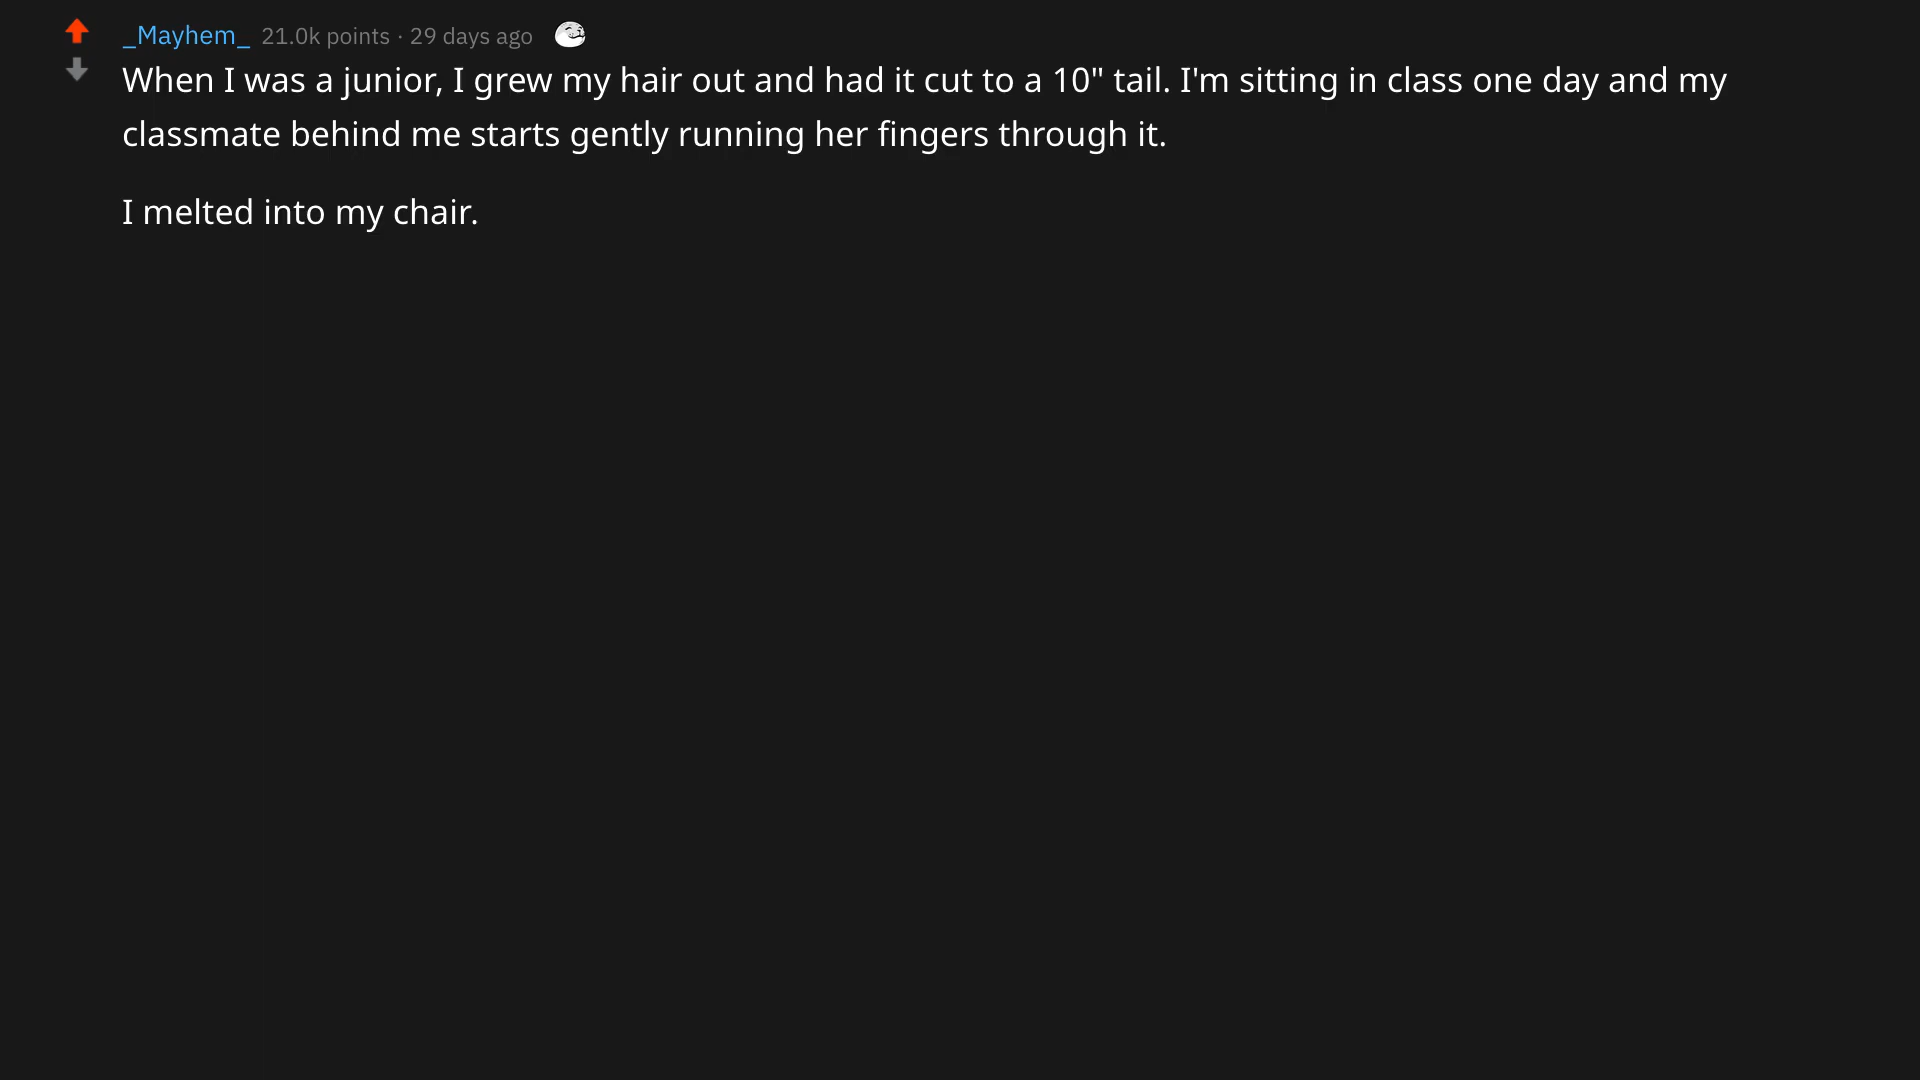 _Mayhem_ 21.0k points · 29 days ago
When I was a junior, I grew my hair out and had it cut to a 10" tail. I'm sitting in class one day and my
classmate behind me starts gently running her fingers through it.
I melted into my chair.